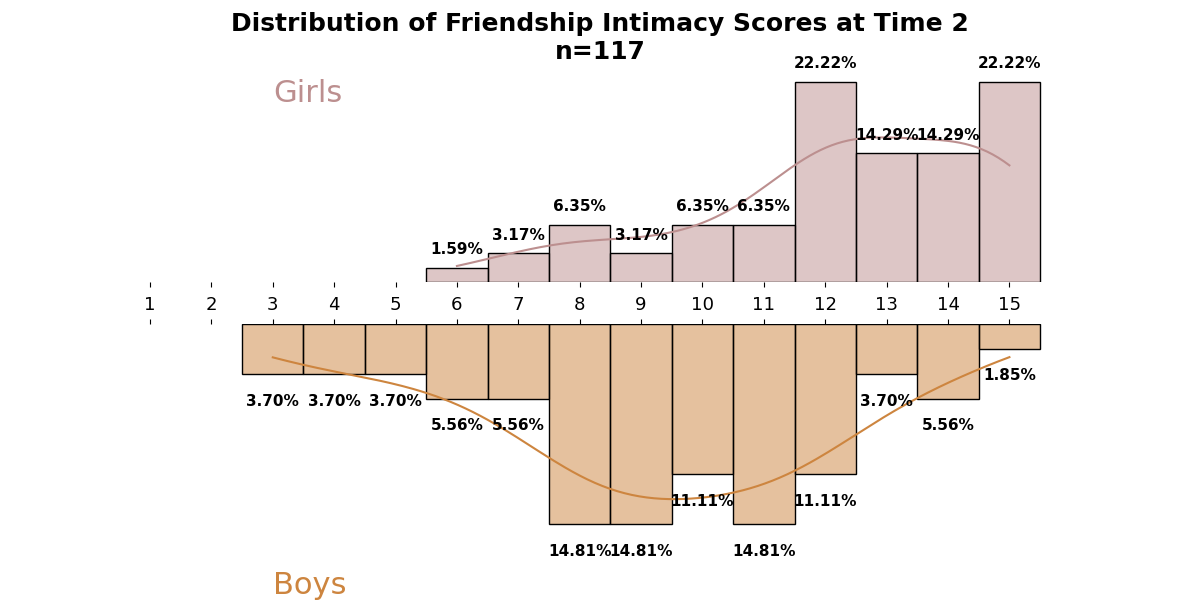 Distribution of Friendship Intimacy Scores at Time 2
n=117
22.22% 22.22%
Girls
14.29% 14.29%
6.35% 6.35% 6.35%
3.17% 3.17%
1.59%
1 2 3 4 5 6 7 8 9 10 11 12 13 14 15
1.85%
3.70% 3.70% 3.70% 3.70%
5.56% 5.56% 5.56%
11.11% 11.11%
14.81% 14.81% 14.81%
Boys